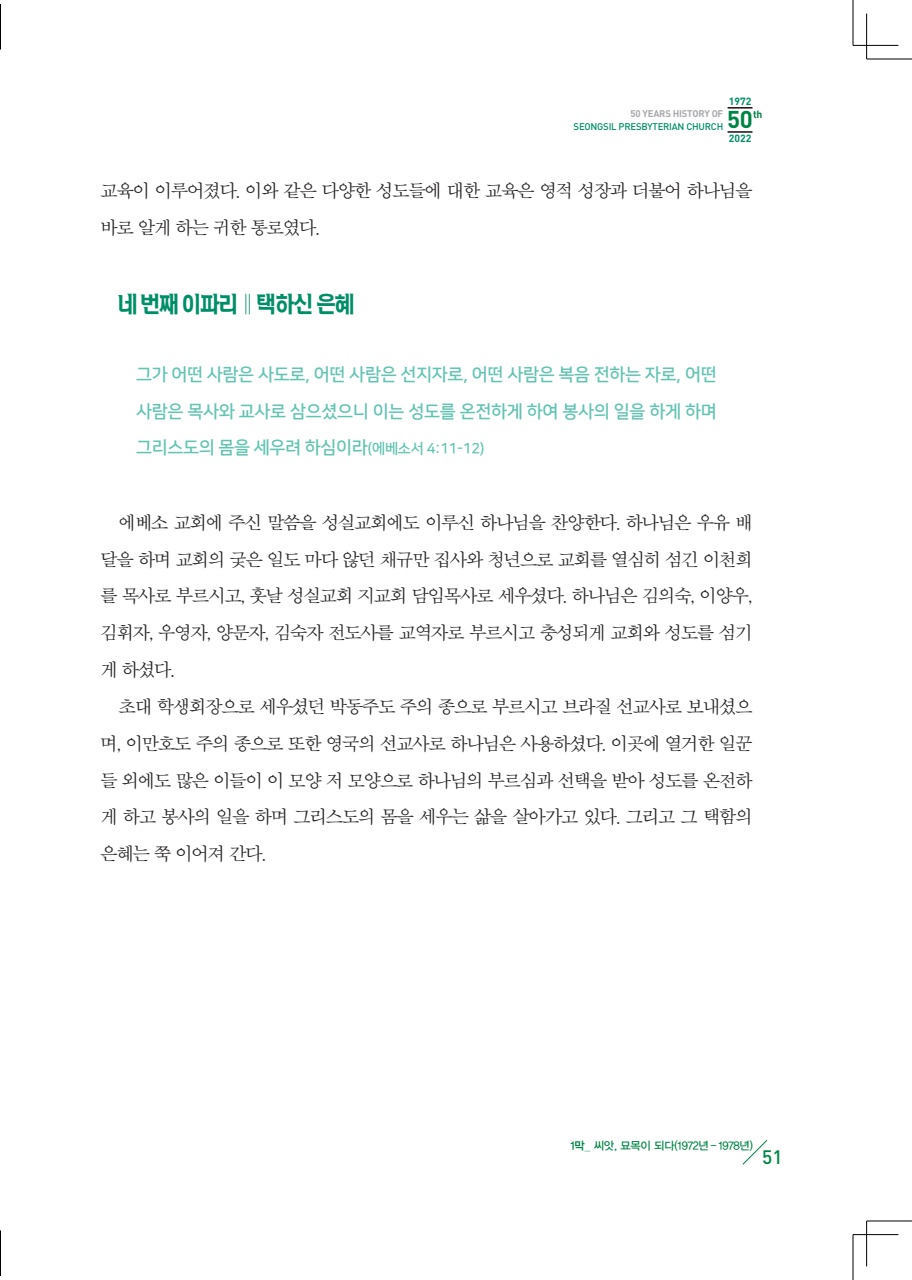 1972
50 YEARS HISTORY OF
SEONGSIL PRESBYTERIAN CHURCH
50th
2022
교육이 이루어졌다. 이와 같은 다양한 성도들에 대한 교육은 영적 성장과 더불어 하나님을
바로 알게 하는 귀한 통로였다.
네 번째 이파리 ∥ 택하신 은혜
그가 어떤 사람은 사도로, 어떤 사람은 선지자로, 어떤 사람은 복음 전하는 자로, 어떤
사람은 목사와 교사로 삼으셨으니 이는 성도를 온전하게 하여 봉사의 일을 하게 하며
그리스도의 몸을 세우려 하심이라(에베소서 4:11-12)
에베소 교회에 주신 말씀을 성실교회에도 이루신 하나님을 찬양한다. 하나님은 우유 배
달을 하며 교회의 궂은 일도 마다 않던 채규만 집사와 청년으로 교회를 열심히 섬긴 이천희
를 목사로 부르시고, 훗날 성실교회 지교회 담임목사로 세우셨다. 하나님은 김의숙, 이양우,
김휘자, 우영자, 양문자, 김숙자 전도사를 교역자로 부르시고 충성되게 교회와 성도를 섬기
게 하셨다.
초대 학생회장으로 세우셨던 박동주도 주의 종으로 부르시고 브라질 선교사로 보내셨으
며, 이만호도 주의 종으로 또한 영국의 선교사로 하나님은 사용하셨다. 이곳에 열거한 일꾼
들 외에도 많은 이들이 이 모양 저 모양으로 하나님의 부르심과 선택을 받아 성도를 온전하
게 하고 봉사의 일을 하며 그리스도의 몸을 세우는 삶을 살아가고 있다. 그리고 그 택함의
은혜는 쭉 이어져 간다.
1막_ 씨앗, 묘목이 되다(1972년 – 1978년)
51